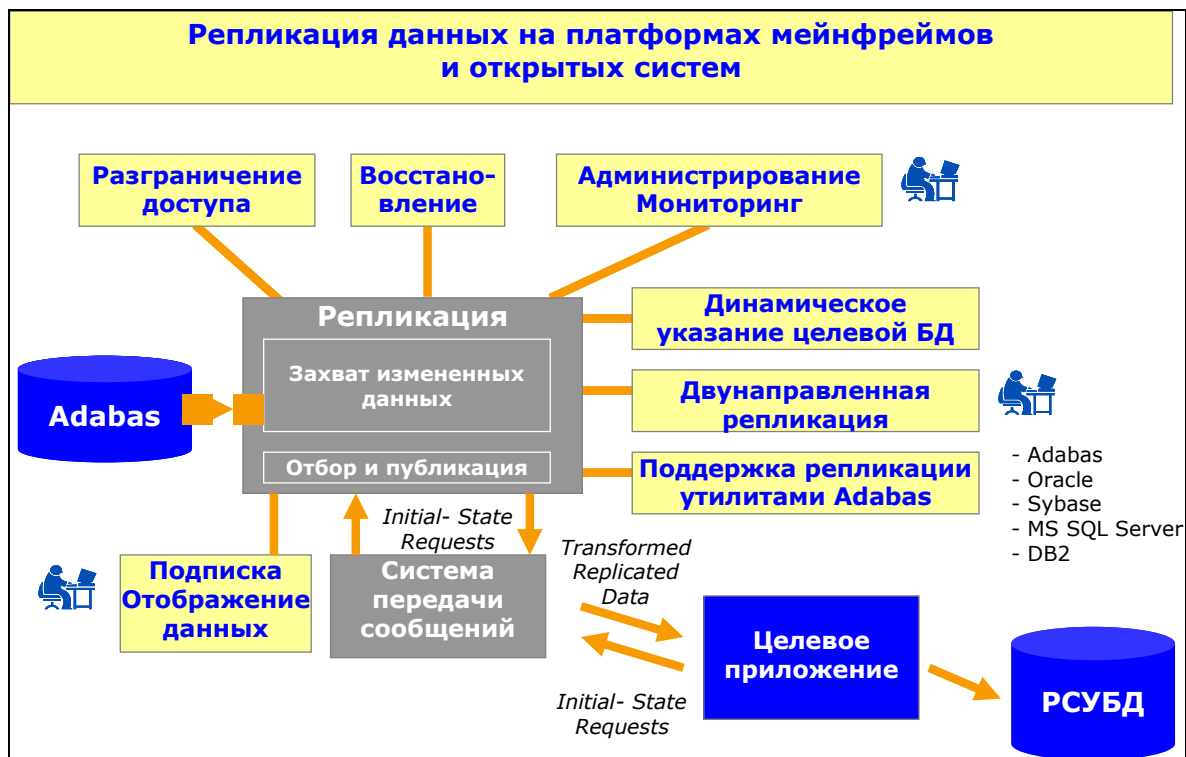 Репликация данных на платформах мейнфреймов
и открытых систем
Разграничение
доступа
Восстано-
вление
Администрирование
Мониторинг
Репликация
Захват измененных
данных
Отбор и публикация
Adabas
Динамическое
указание целевой БД
Двунаправленная
репликация
Поддержка репликации
утилитами Adabas
- Adabas
- Oracle
- Sybase
- MS SQL Server
- DB2
Initial- State
Requests
Подписка
Отображение
данных
Система
передачи
сообщений
Transformed
Replicated
Data
Initial- State
Requests
Целевое
приложение
РСУБД